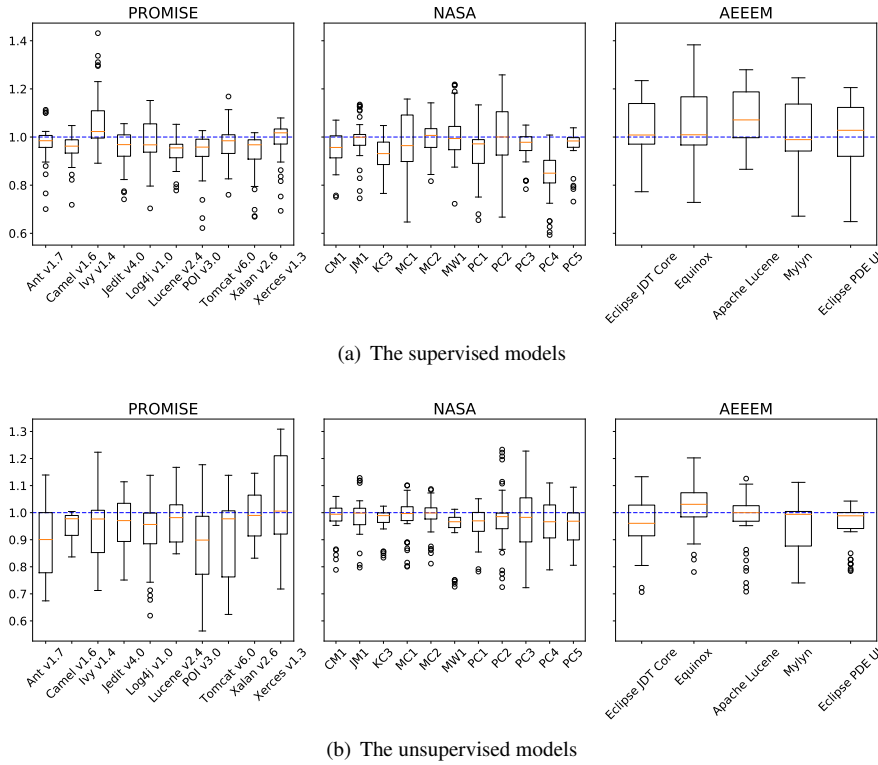 PROMISE
NASA
AEEEM
1.4
1.2
1.0
0.8
0.6
Ant v1.7
Camel v1.6
Ivy v1.4
Jedit v4.0
Log4j v1.0
Lucene v2.4
POI v3.0
Tomcat v6.0
Xalan v2.6
Xerces v1.3
CM1
JM1
KC3
MC1
MC2
MW1
PC1
PC2
PC3
PC4
PC5
Eclipse JDT Core
Equinox
Apache Lucene
Mylyn
Eclipse PDE UI
(a) The supervised models
PROMISE
NASA
AEEEM
1.3
1.2
1.1
1.0
0.9
0.8
0.7
0.6
Ant v1.7
Camel v1.6
Ivy v1.4
Jedit v4.0
Log4j v1.0
Lucene v2.4
POI v3.0
Tomcat v6.0
Xalan v2.6
Xerces v1.3
CM1
JM1
KC3
MC1
MC2
MW1
PC1
PC2
PC3
PC4
PC5
Eclipse JDT Core
Equinox
Apache Lucene
Mylyn
Eclipse PDE UI
(b) The unsupervised models